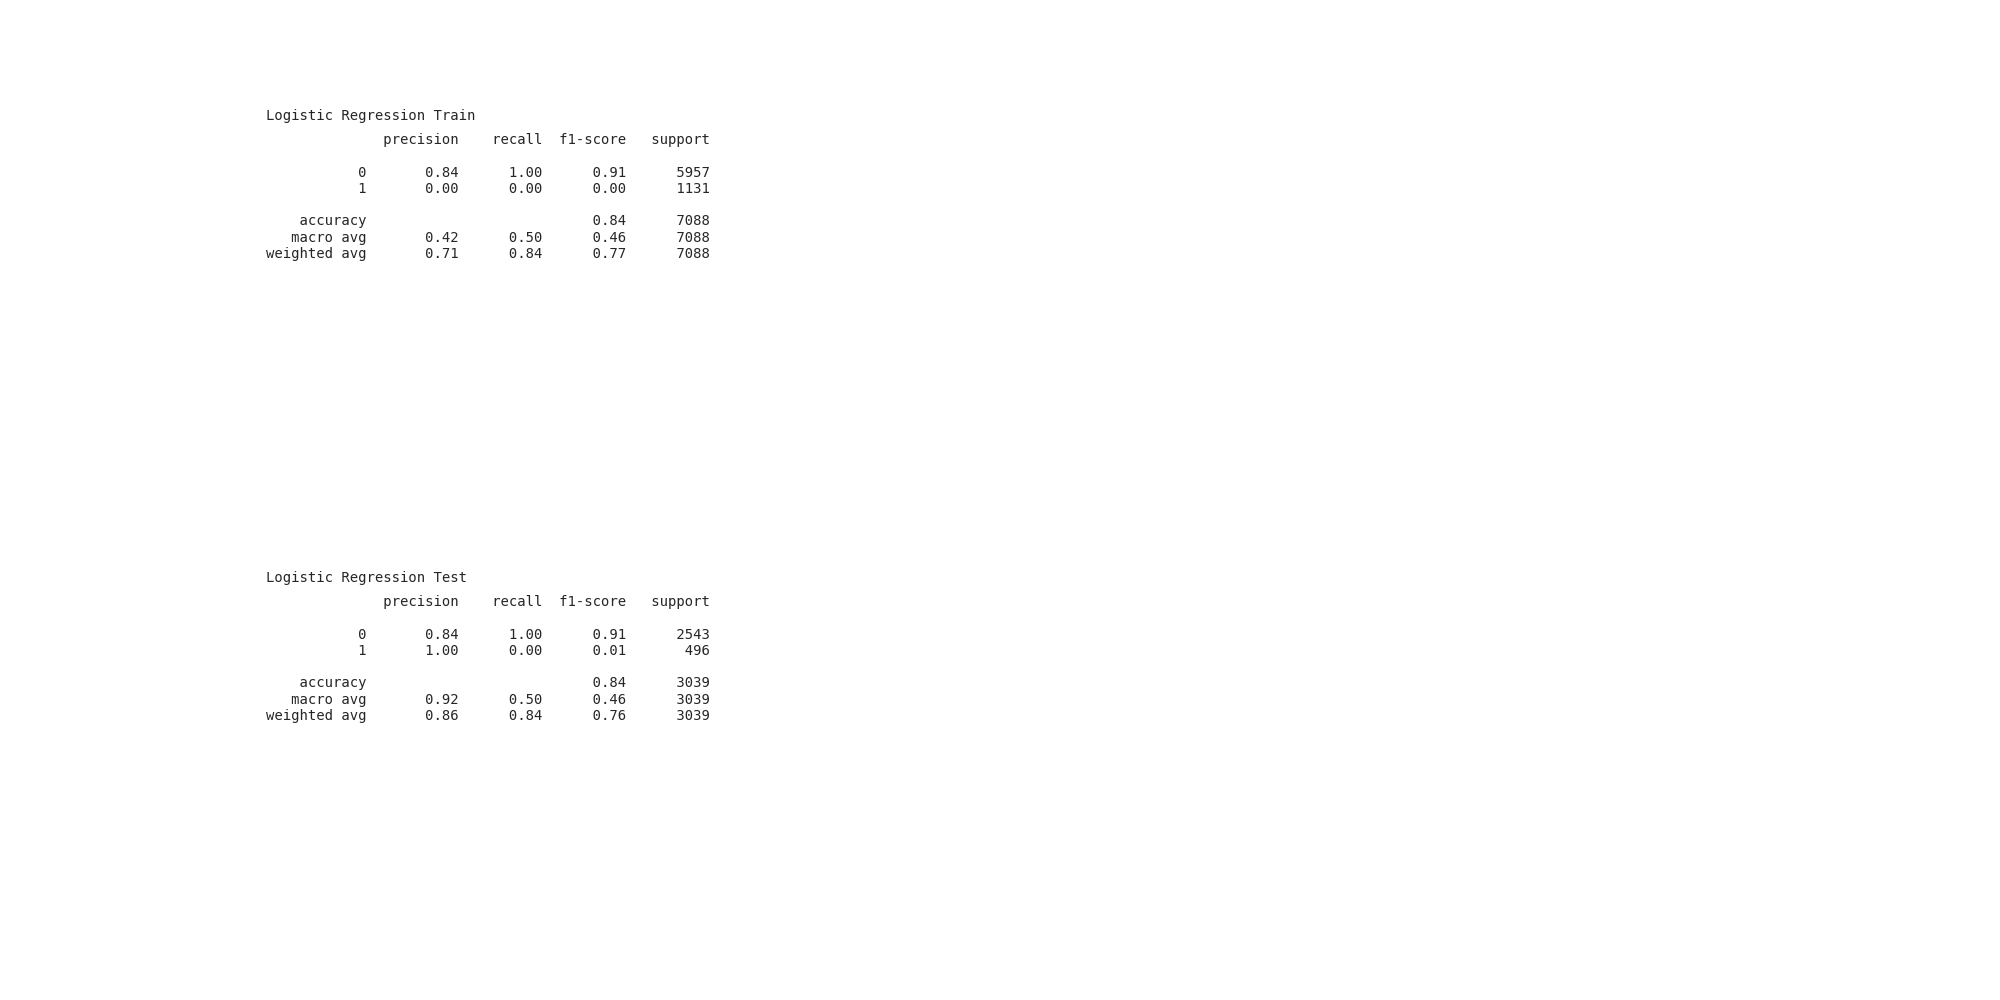 Logistic Regression Train
              precision    recall  f1-score   support

           0       0.84      1.00      0.91      5957
           1       0.00      0.00      0.00      1131

    accuracy                           0.84      7088
   macro avg       0.42      0.50      0.46      7088
weighted avg       0.71      0.84      0.77      7088

Logistic Regression Test
              precision    recall  f1-score   support

           0       0.84      1.00      0.91      2543
           1       1.00      0.00      0.01       496

    accuracy                           0.84      3039
   macro avg       0.92      0.50      0.46      3039
weighted avg       0.86      0.84      0.76      3039